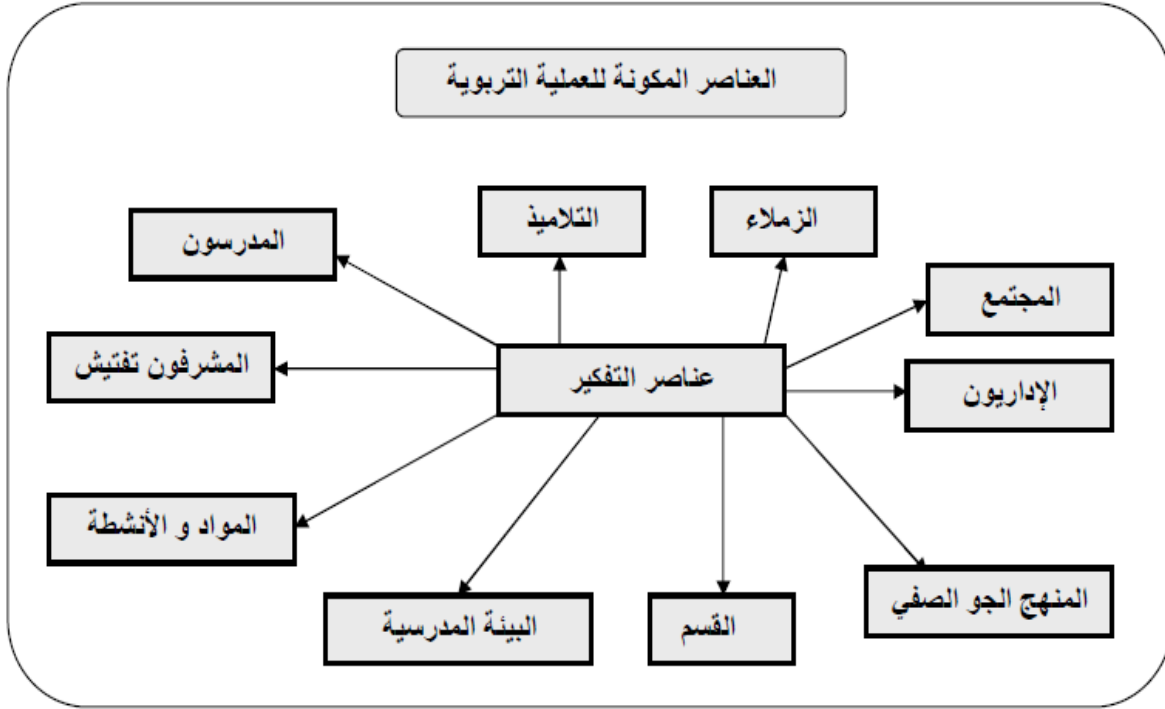 العناصر المكونة للعملية التربوية
الزملاء
التلاميذ
المدرسون
المجتمع
المشرفون تفتيش
عناصر التفكير
الإداريون
المواد و الأنشطة
المنهج الجو الصفي
القسم
البيئة المدرسية